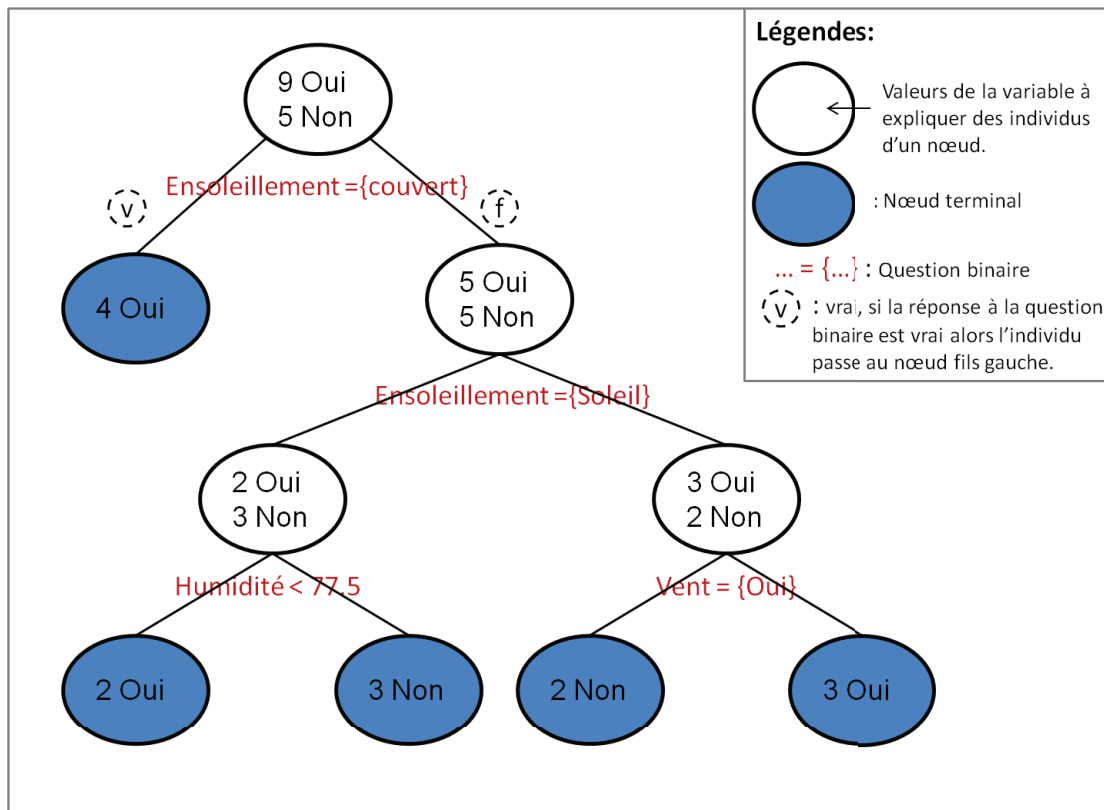 9 Oui
5 Non
Ensoleillement ={couvert}
v
f
4 Oui
5 Oui
5 Non
Ensoleillement ={Soleil}
2 Oui
3 Non
3 Oui
2 Non
Humidité < 77.5
Vent = {Oui}
2 Oui
3 Non
2 Non
3 Oui
Légendes:
Valeurs de la variable à
expliquer des individus
d'un nœud.
: Nœud terminal
... = {...} : Question binaire
v : vrai, si la réponse à la question
binaire est vrai alors l'individu
passe au nœud fils gauche.